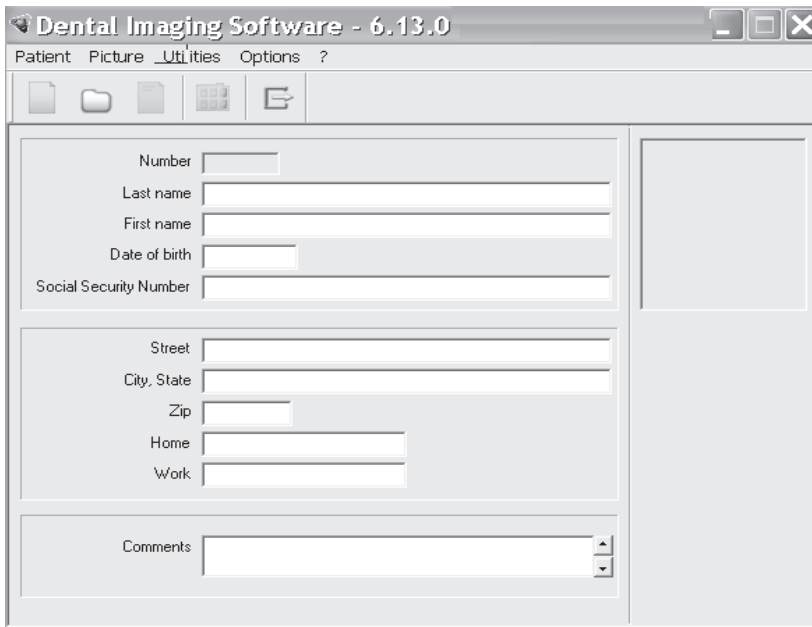 Dental Imaging Software - 6.13.0
Patient Picture Utilities Options ?
Number
Last name
First name
Date of birth
Social Security Number
Street
City, State
Zip
Home
Work
Comments